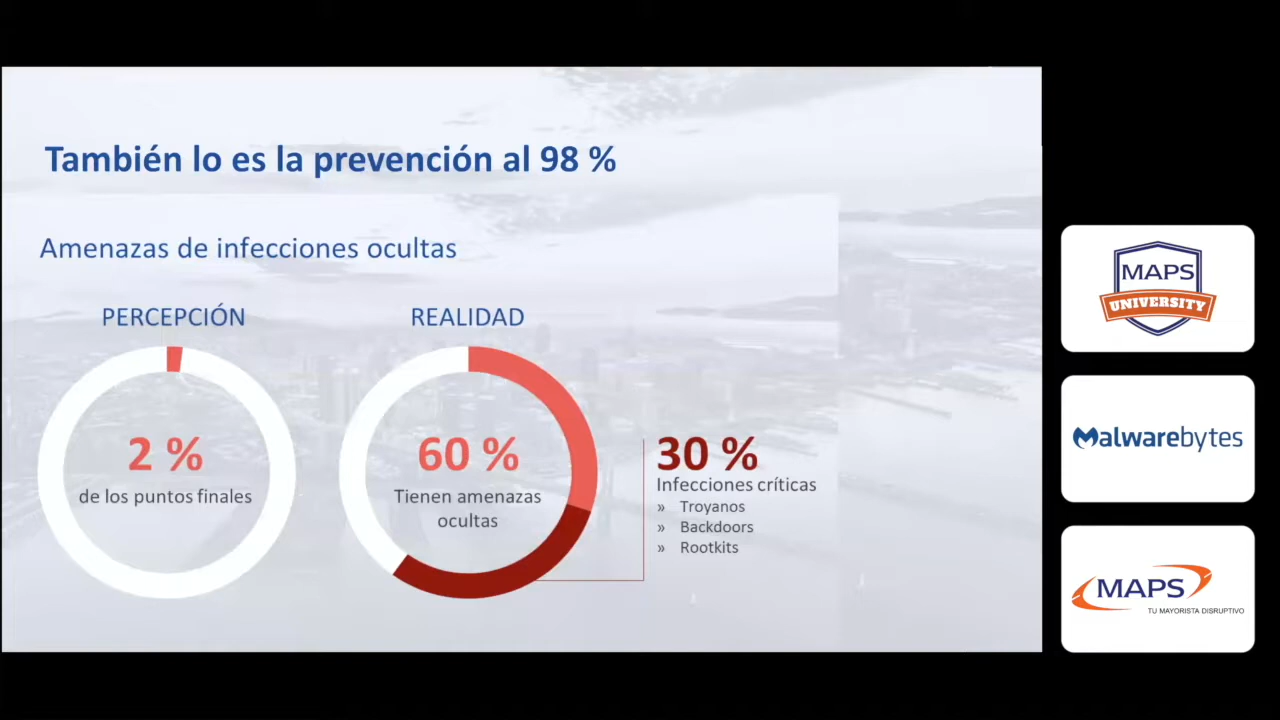 También lo es la prevención al 98 %
Amenazas de infecciones ocultas
PERCEPCIÓN
REALIDAD
2 %
de los puntos finales
60 %
Tienen amenazas
ocultas
30 %
Infecciones críticas
» Troyanos
» Backdoors
» Rootkits
MAPS
UNIVERSITY
Malwarebytes
MAPS
TU MAYORISTA DISRUPTIVO